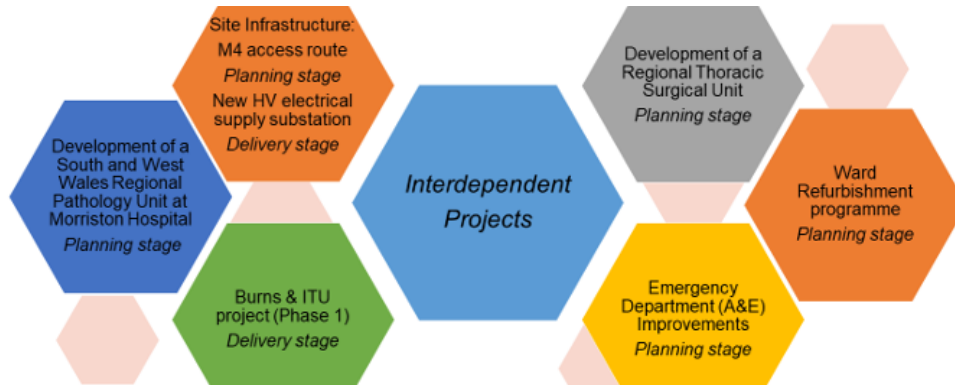 Site Infrastructure:
M4 access route
Planning stage
New HV electrical
supply substation
Delivery stage
Development of a
South and West
Wales Regional
Pathology Unit at
Morriston Hospital
Planning stage
Burns & ITU
project (Phase 1)
Delivery stage
Interdependent
Projects
Development of a
Regional Thoracic
Surgical Unit
Planning stage
Ward
Refurbishment
programme
Planning stage
Emergency
Department (A&E)
Improvements
Planning stage